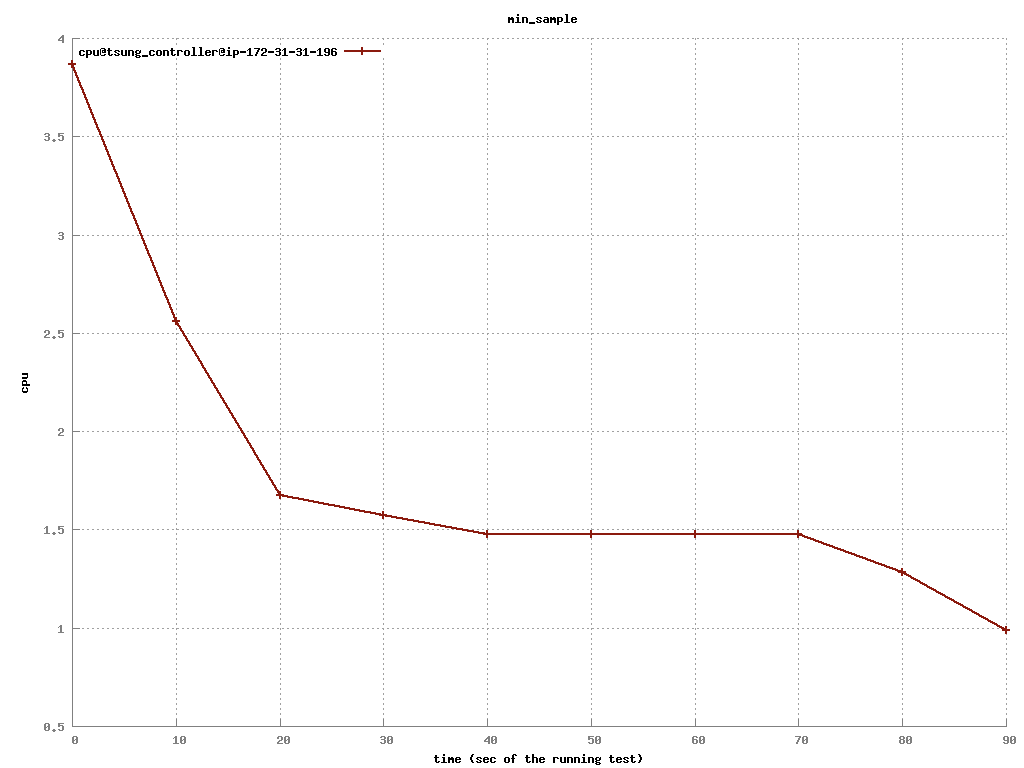 min_sample
cpu@tsung_controller@ip-172-31-31-196
4
3.5
3
2.5
2
1.5
1
0.5
cpu
0 10 20 30 40 50 60 70 80 90
time (sec of the running test)